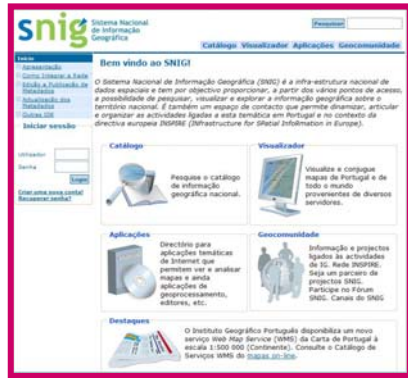 snig
Sistema Nacional
de Informação
Geográfica
Pesquisar
Catálogo Visualizador Aplicações Geocomunidade
Início
Apresentação
Como Integrar a Rede
Edição e Publicação de
Metadados
Actualização dos
Metadados
Outras IDE
Iniciar sessão
Utilizador
Senha
Login
Criar uma nova conta!
Recuperar senha?
Bem vindo ao SNIG!
O Sistema Nacional de Informação Geográfica (SNIG) é a infra-estrutura nacional de
dados espaciais e tem por objectivo proporcionar, a partir dos vários pontos de acesso,
a possibilidade de pesquisar, visualizar e explorar a informação geográfica sobre o
território nacional. É também um espaço de contacto que permite dinamizar, articular
e organizar as actividades ligadas a esta temática em Portugal e no contexto da
directiva europeia INSPIRE (INfrastructure for SPatial InfoRmation in Europe).
Catálogo
Pesquise o catálogo
de informação
geográfica nacional.
Visualizador
Visualize e conjugue
mapas de Portugal e de
todo o mundo
provenientes de diversos
servidores.
Aplicações
Directório para
aplicações temáticas
de Internet que
permitem ver e analisar
mapas e ainda
aplicações de
geoprocessamento,
editores, etc.
Geocomunidade
Informação e projectos
ligados às actividades
de IG. Rede INSPIRE.
Seja um parceiro de
projectos SNIG.
Participe no Fórum
SNIG. Canais do SNIG
Destaques
O Instituto Geográfico Português disponibiliza um novo
serviço Web Map Service (WMS) da Carta de Portugal à
escala 1:500 000 (Continente). Consulte o Catálogo de
Serviços WMS do mapas on-line.